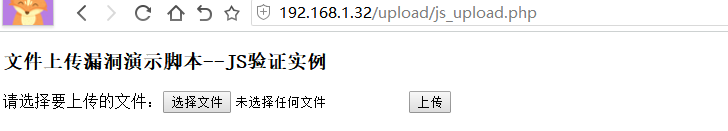 192.168.1.32/upload/js_upload.php
文件上传漏洞演示脚本--JS验证实例
请选择要上传的文件：选择文件 未选择任何文件 上传